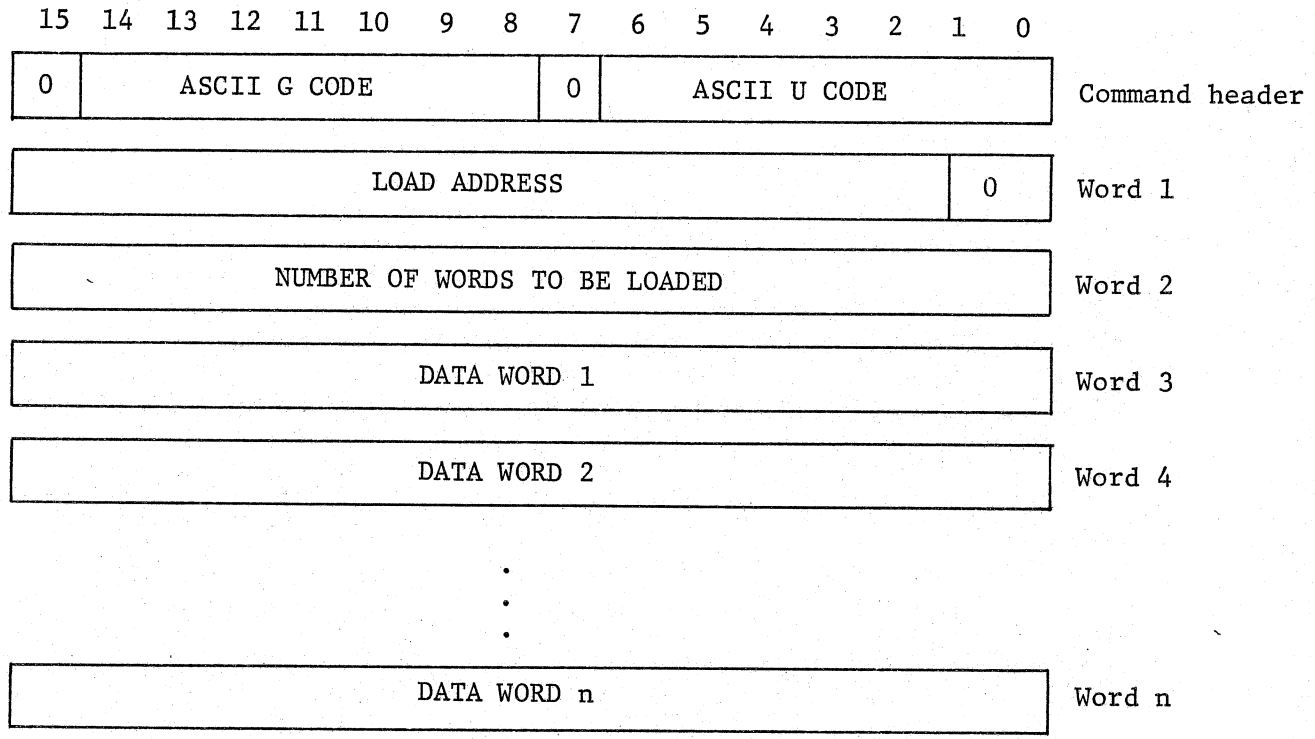 15 14 13 12 11 10 9 8 7 6 5 4 3 2 1 0
0 ASCII G CODE 0 ASCII U CODE Command header
LOAD ADDRESS 0 Word 1
NUMBER OF WORDS TO BE LOADED Word 2
DATA WORD 1 Word 3
DATA WORD 2 Word 4
DATA WORD n Word n